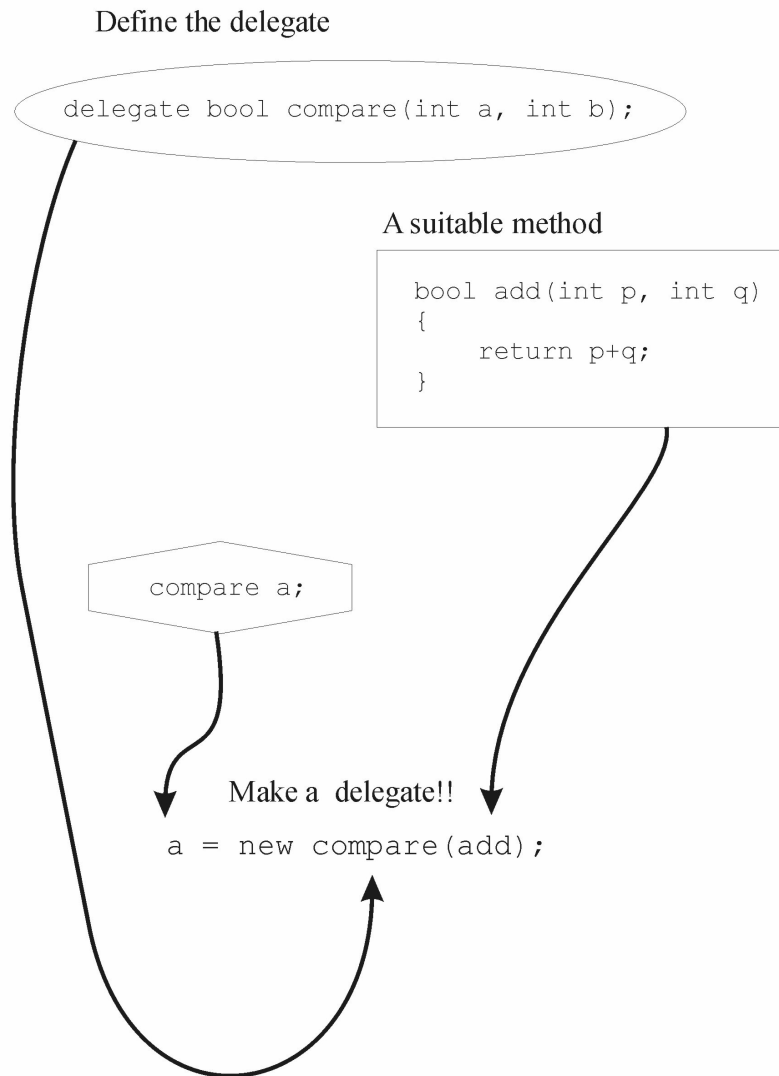 Define the delegate
delegate bool compare(int a, int b);
A suitable method
bool add(int p, int q)
{
return p+q;
}
compare a;
Make a delegate!!
a = new compare(add);